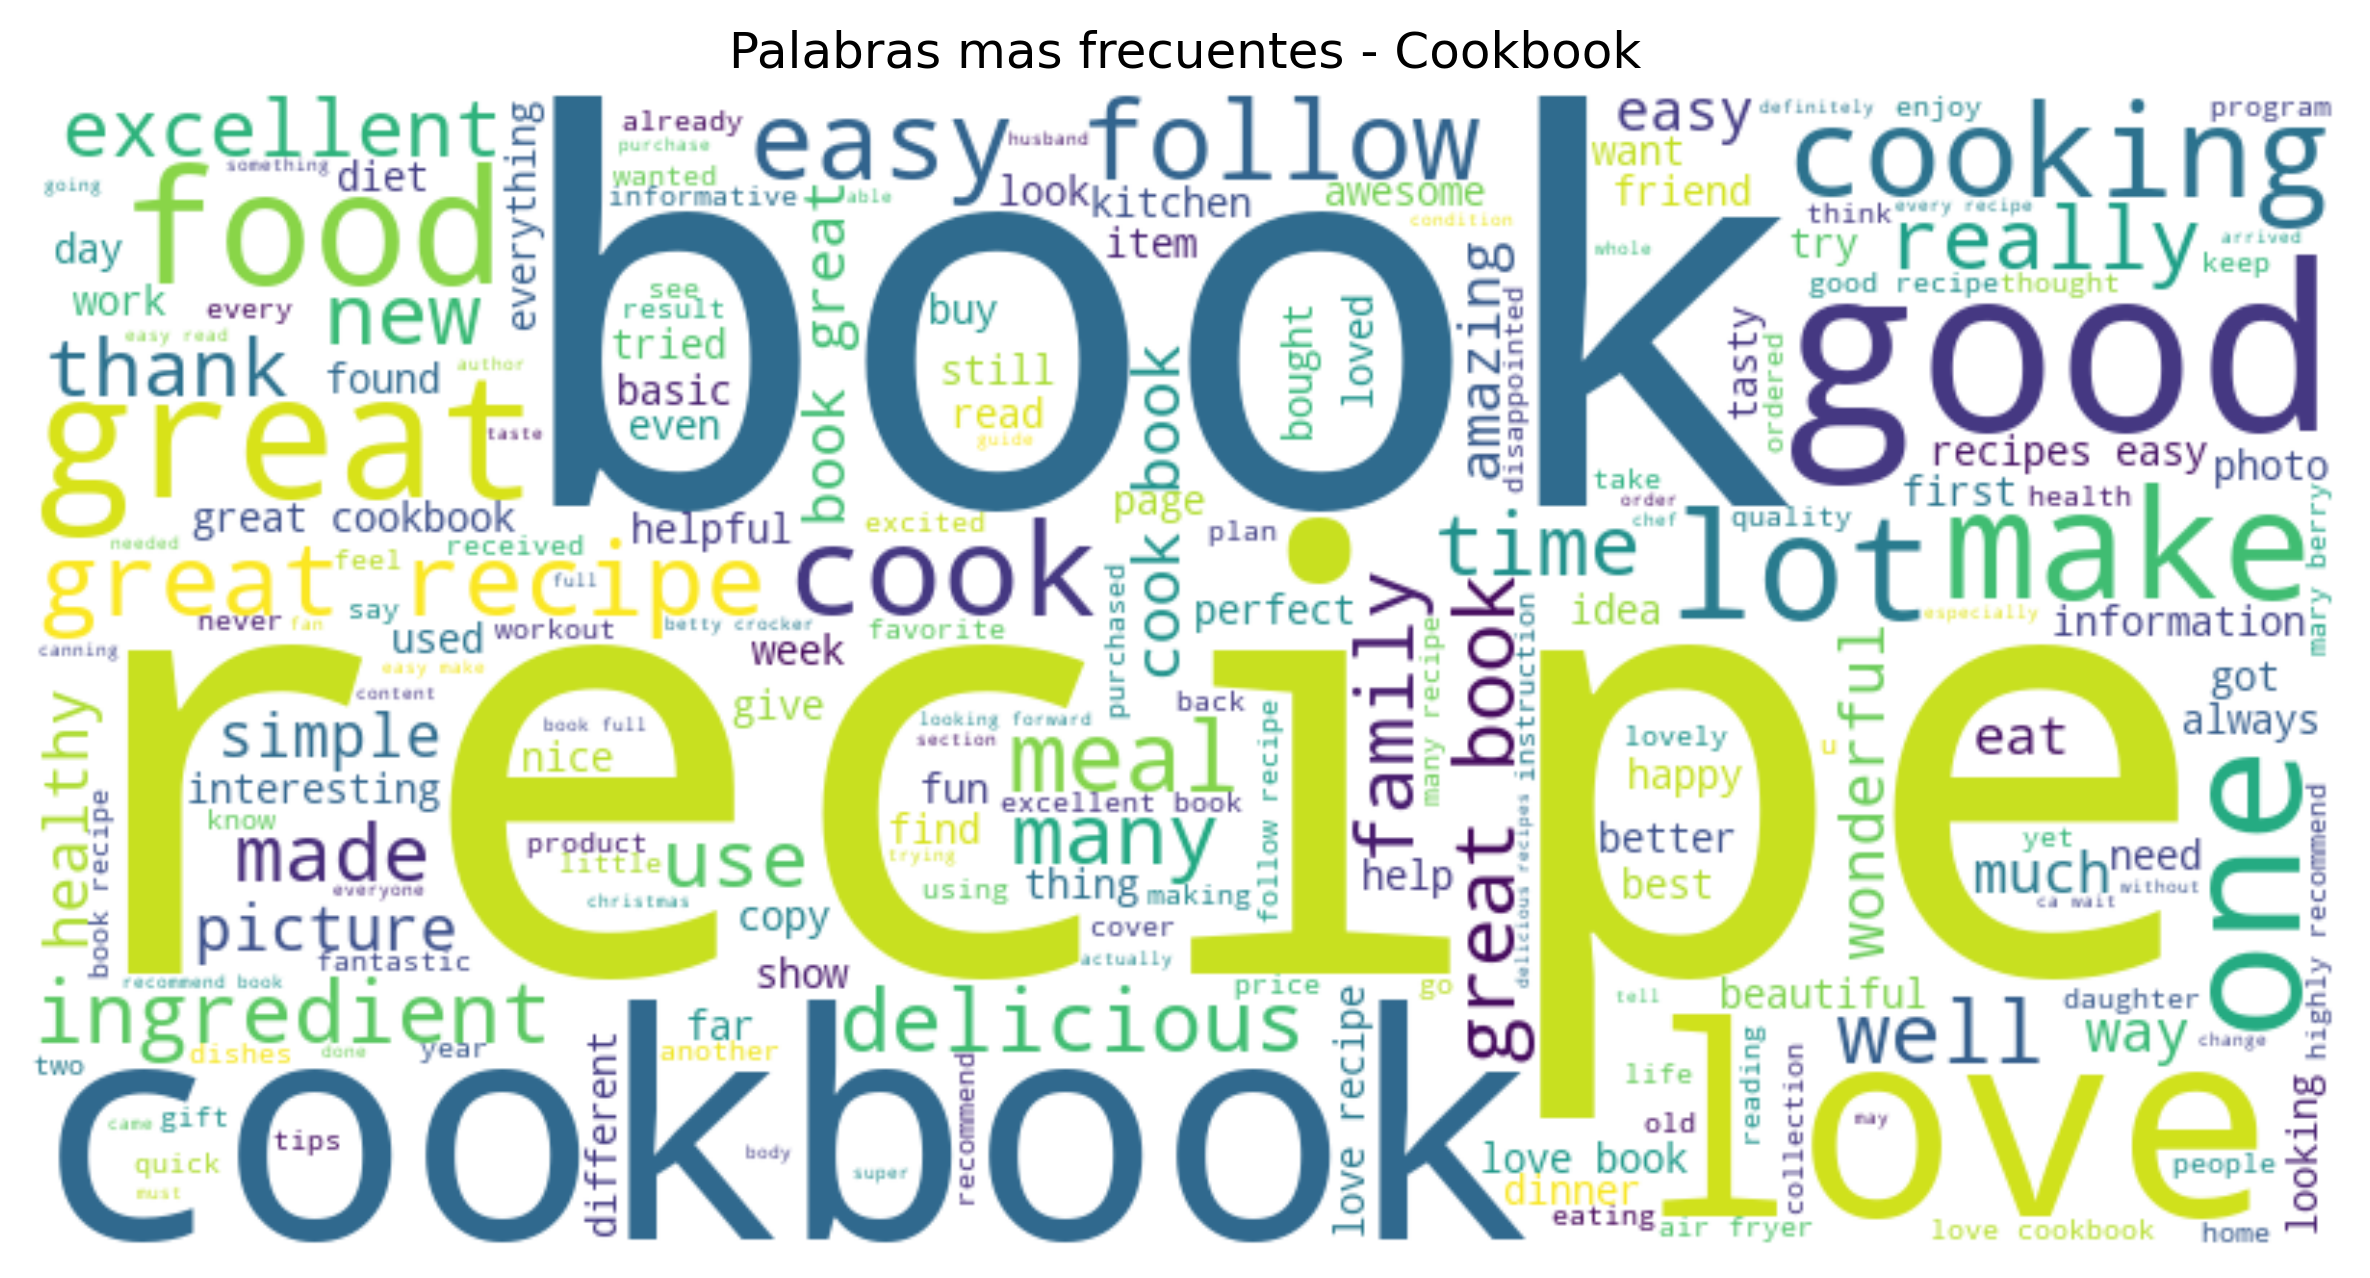 Palabras mas frecuentes - Cookbook
excellent
everything
already
purchase
easy
husband
follow
easy
definitely
enjoy
program
something
going
diet
wanted
informative
able
look
kitchen
awesome
condition
want
friend
cooking
think
every recipe
food
day
book
book great
item
whole
try
really
arrived
keep
work
every
new
see
result
buy
bought
loved
amazing
disappointed
good recipe
thought
easy read
thank
found
author
tried
basic
even
still
read
guide
cook book
tasty
ordered
good
great
taste
recipes easy
photo
great cookbook
helpful
excited
page
plan
take
order
chef
quality
first
health
needed
great recipe
feel
received
full
cook
time
lot
make
mary berry
never
fan
say
used
workout
betty crocker
favorite
purchased
perfect
family
great book
idea
especially
information
canning
easy make
week
content
healthy
recipe
simple
book full
nice
give
looking forward
section
back
meal
many recipe
delicious recipes instruction
lovely
happy
u
wonderful
eat
got
always
interesting
know
book recipe
made
everyone
product
little
use
fun
excellent book
find
trying
many
follow recipe
better
best
help
yet
much
need
without
ca wait
one
highly recommend
picture
fantastic
christmas
copy
using
thing
making
cover
actually
recommend book
show
price
go
tell
beautiful
daughter
ingredient
far
delicious
love recipe
well
way
change
two
dishes
done
year
another
different
recommend
life
reading
collection
looking
cookbook
came
gift
tips
quick
must
body
super
old
love book
dinner
eating
air fryer
love
may
people
love cookbook
home